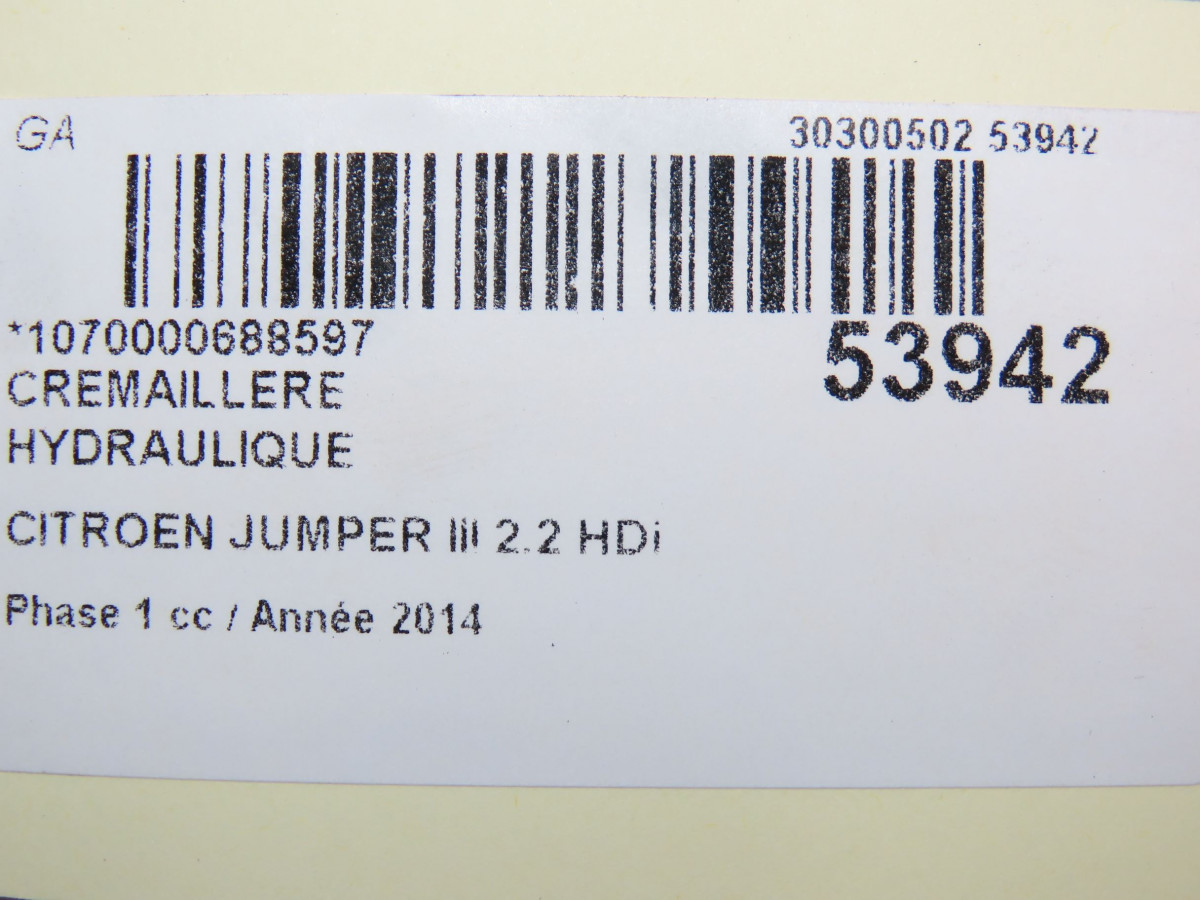 GA 30300502 53942
*1070000688597 53942
CREMAILLERE
HYDRAULIQUE
CITROEN JUMPER III 2.2 HDi
Phase 1 cc / Année 2014